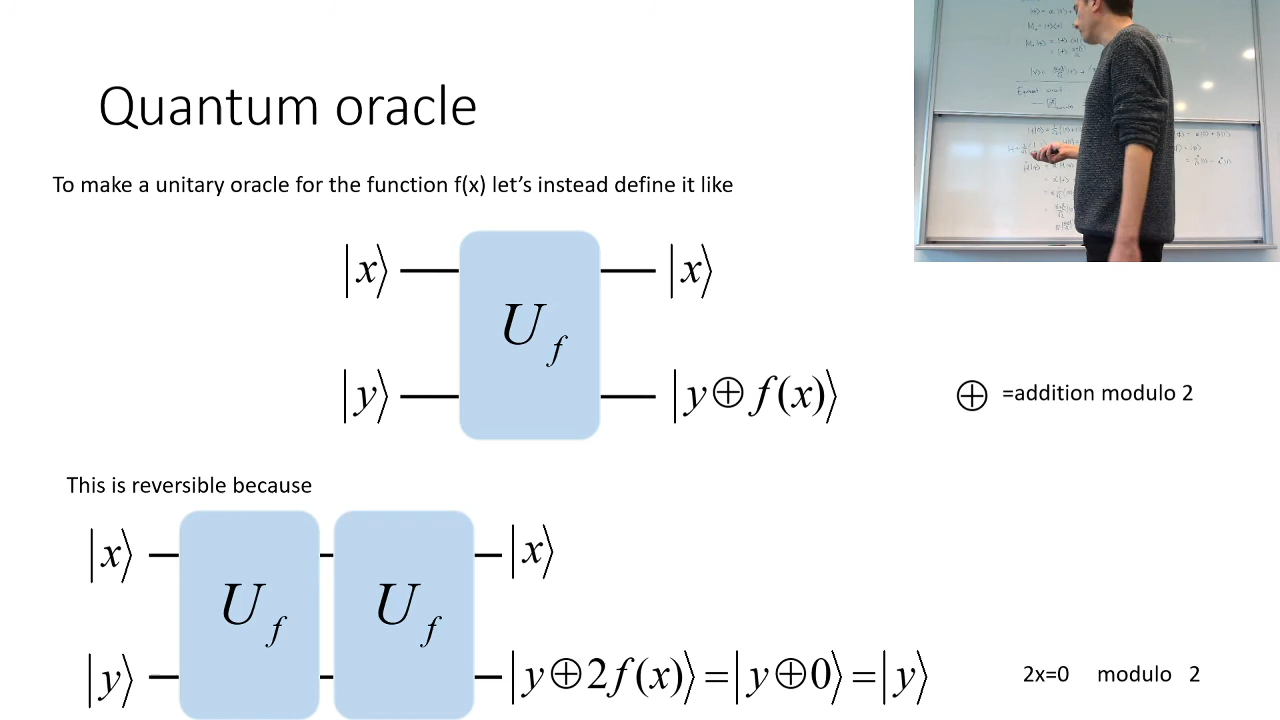 Quantum oracle
To make a unitary oracle for the function f(x) let's instead define it like
|x⟩ U_f |x⟩
|y⟩ |y⊕f(x)⟩
⊕ =addition modulo 2
This is reversible because
|x⟩ U_f U_f |x⟩
|y⟩ |y⊕2f(x)⟩=|y⊕0⟩=|y⟩
2x=0 modulo 2